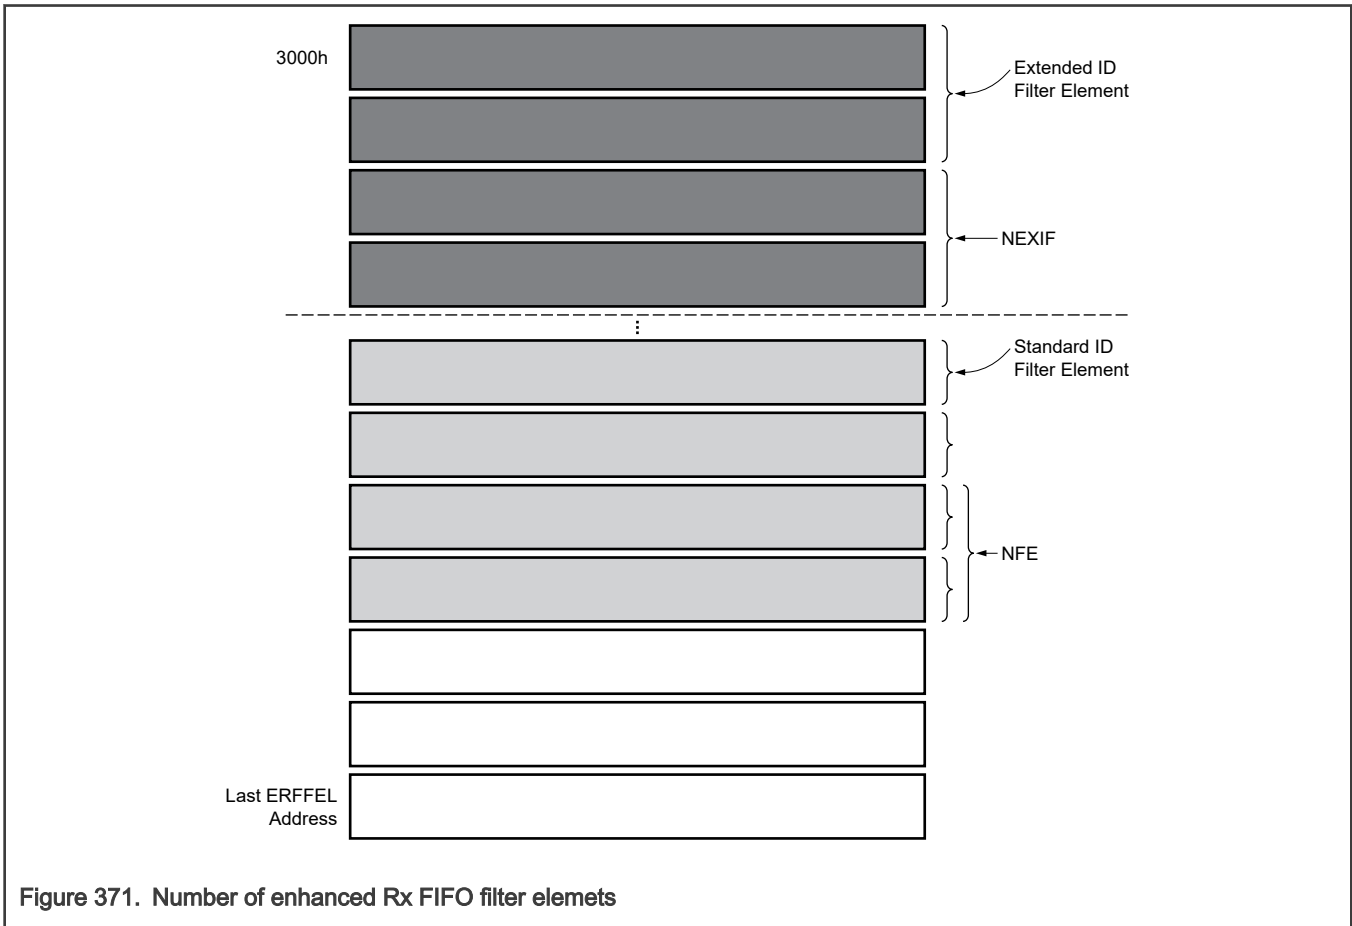 3000h
Extended ID
Filter Element
NEXIF
Standard ID
Filter Element
NFE
Last ERFFEL
Address
Figure 371. Number of enhanced Rx FIFO filter elemets